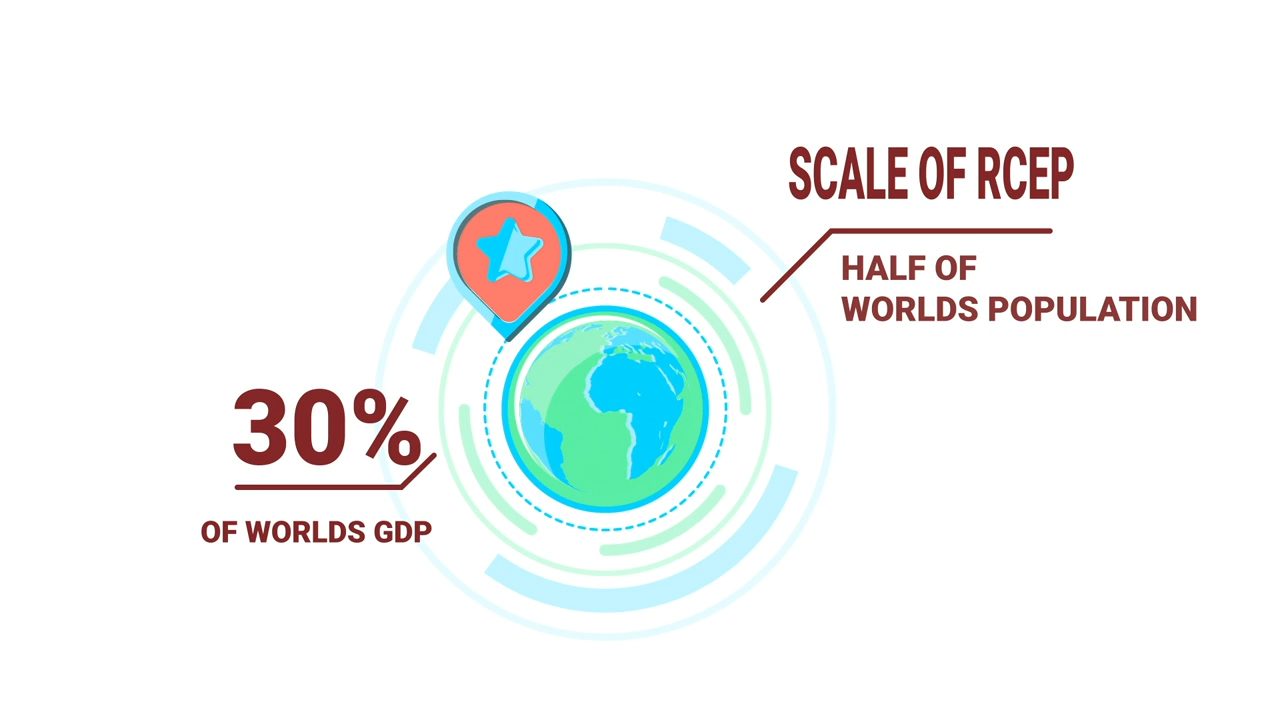 SCALE OF RCEP
HALF OF
WORLDS POPULATION
30%
OF WORLDS GDP